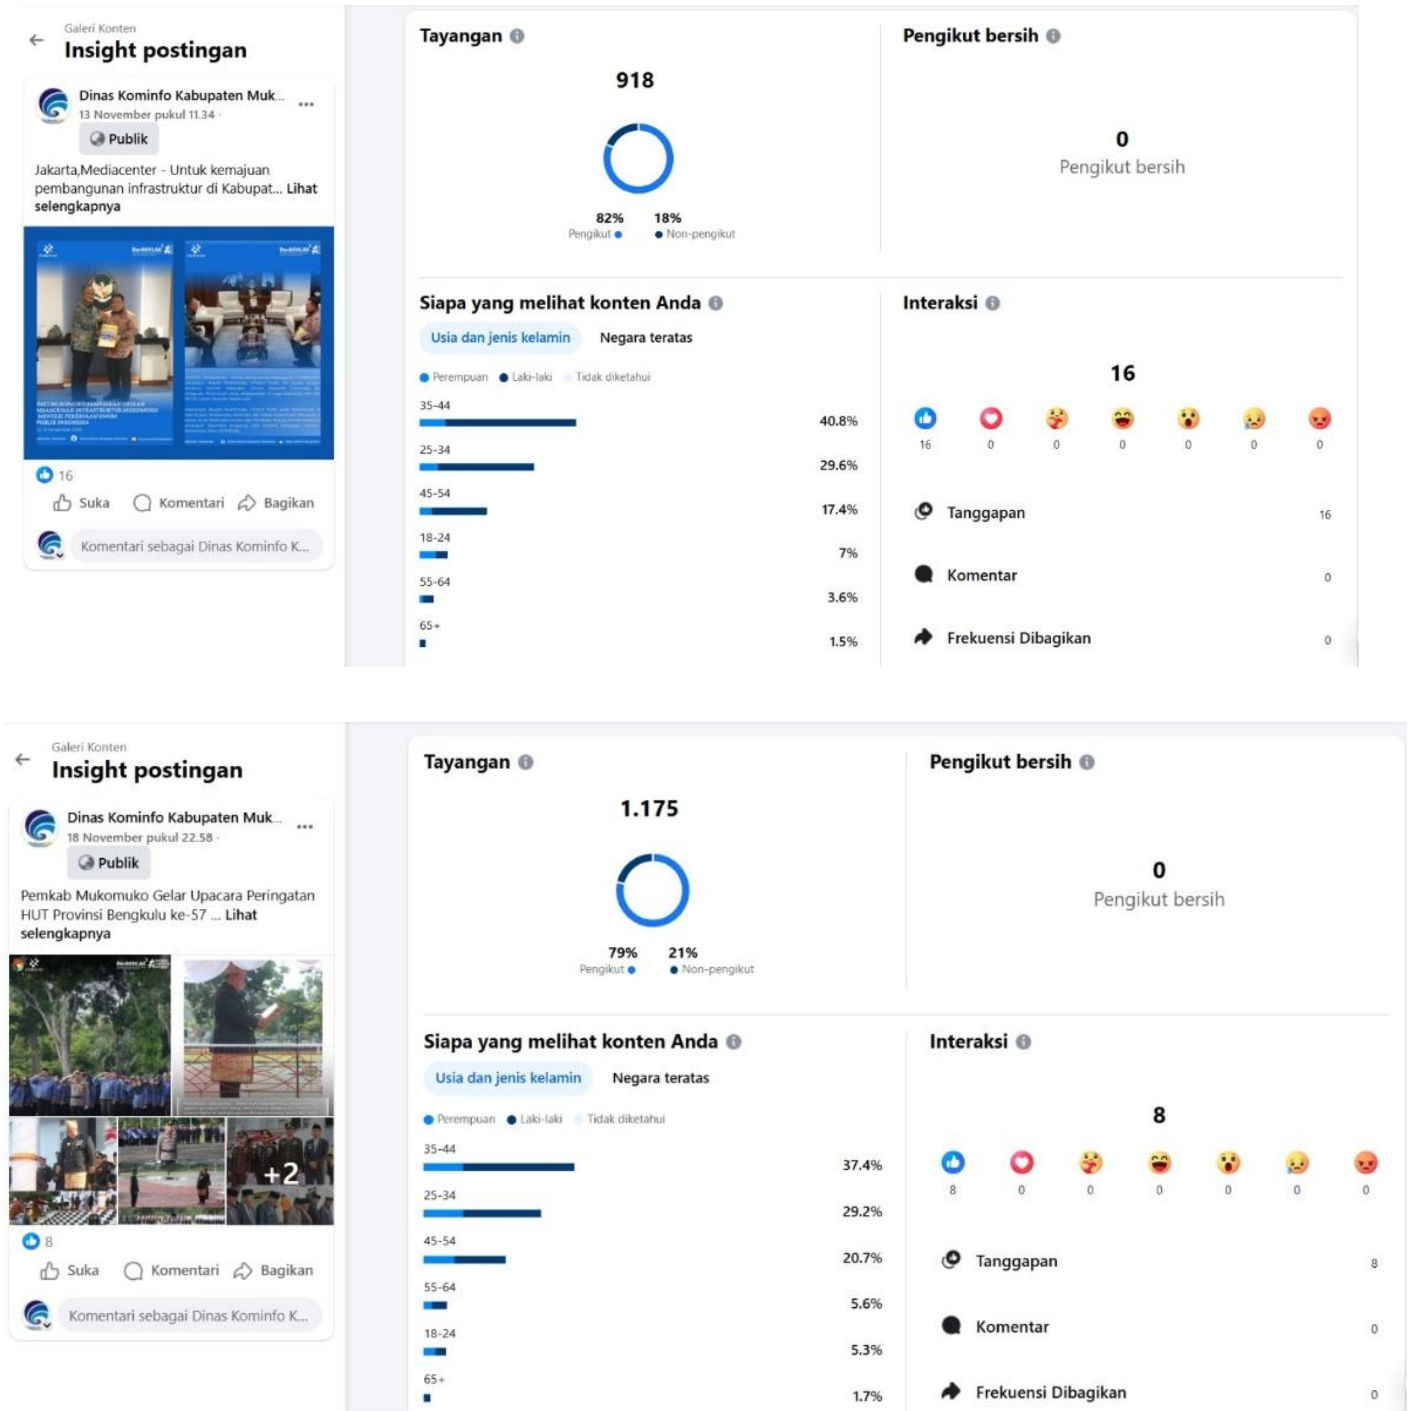 Galeri Konten
Insight postingan
Dinas Kominfo Kabupaten Muk...
13 November pukul 11.34 ·
Publik
Jakarta,Mediacenter - Untuk kemajuan
pembangunan infrastruktur di Kabupat... Lihat
selengkapnya
16
Suka Komentari Bagikan
Komentari sebagai Dinas Kominfo K...
Tayangan
918
82% 18%
Pengikut Non-pengikut
Pengikut bersih
0
Pengikut bersih
Siapa yang melihat konten Anda
Usia dan jenis kelamin Negara teratas
Perempuan Laki-laki Tidak diketahui
35-44
40.8%
25-34
29.6%
45-54
17.4%
18-24
7%
55-64
3.6%
65+
1.5%
Interaksi
16
16 0 0 0 0 0 0
Tanggapan 16
Komentar 0
Frekuensi Dibagikan 0
Galeri Konten
Insight postingan
Dinas Kominfo Kabupaten Muk...
18 November pukul 22.58 ·
Publik
Pemkab Mukomuko Gelar Upacara Peringatan
HUT Provinsi Bengkulu ke-57 ... Lihat
selengkapnya
+2
8
Suka Komentari Bagikan
Komentari sebagai Dinas Kominfo K...
Tayangan
1.175
79% 21%
Pengikut Non-pengikut
Pengikut bersih
0
Pengikut bersih
Siapa yang melihat konten Anda
Usia dan jenis kelamin Negara teratas
Perempuan Laki-laki Tidak diketahui
35-44
37.4%
25-34
29.2%
45-54
20.7%
55-64
5.6%
18-24
5.3%
65+
1.7%
Interaksi
8
8 0 0 0 0 0 0
Tanggapan 8
Komentar 0
Frekuensi Dibagikan 0